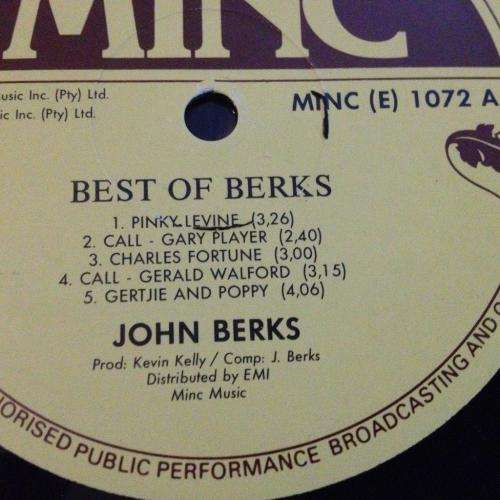 MINC
usic Inc. (Pty) Ltd.
ic Inc. (Pty) Ltd.
MINC (E) 1072 A
BEST OF BERKS
1. PINKY LEVINE (3,26)
2. CALL - GARY PLAYER (2,40)
3. CHARLES FORTUNE (3,00)
4. CALL - GERALD WALFORD (3,15)
5. GERTJIE AND POPPY (4,06)
JOHN BERKS
Prod: Kevin Kelly / Comp: J. Berks
Distributed by EMI
Minc Music
HORISED PUBLIC PERFORMANCE BROADCASTING AND C